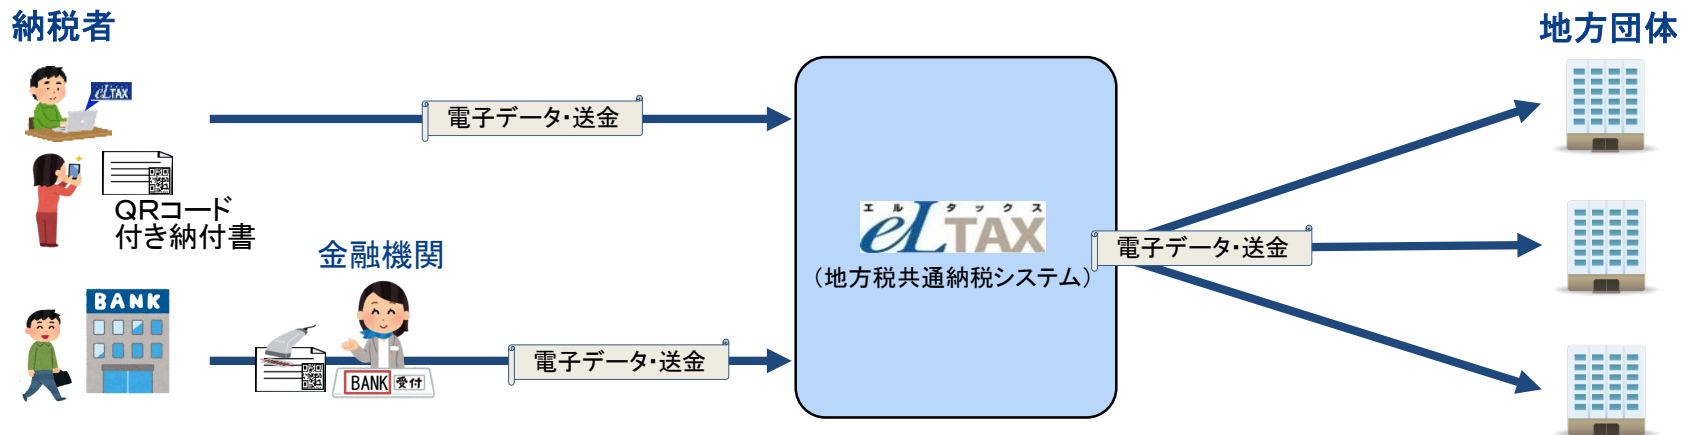 納税者
地方団体
eLTAX
電子データ・送金
QRコード
付き納付書
金融機関
BANK
BANK 受付
電子データ・送金
エルタックス
eLTAX
（地方税共通納税システム）
電子データ・送金